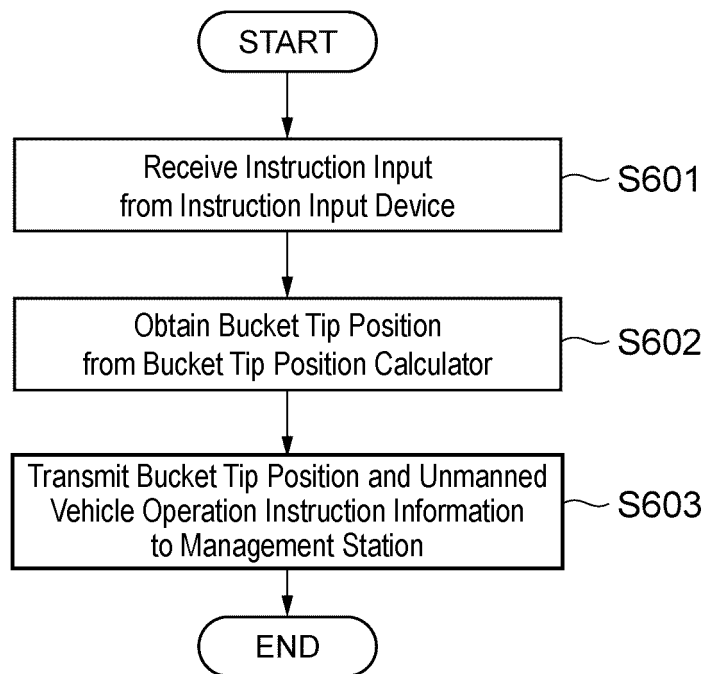 START
Receive Instruction Input
from Instruction Input Device
S601
Obtain Bucket Tip Position
from Bucket Tip Position Calculator
S602
Transmit Bucket Tip Position and Unmanned
Vehicle Operation Instruction Information
to Management Station
S603
END